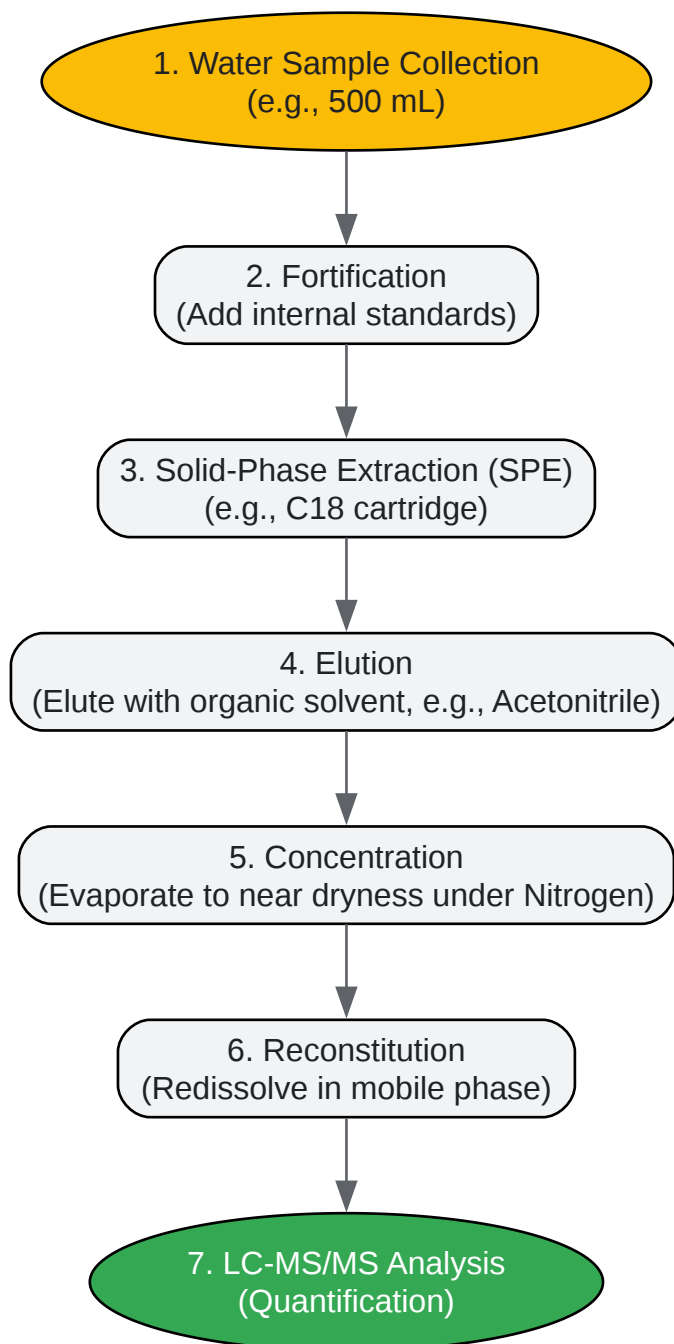 1. Water Sample Collection
(e.g., 500 mL)
2. Fortification
(Add internal standards)
3. Solid-Phase Extraction (SPE)
(e.g., C18 cartridge)
4. Elution
(Elute with organic solvent, e.g., Acetonitrile)
5. Concentration
(Evaporate to near dryness under Nitrogen)
6. Reconstitution
(Redissolve in mobile phase)
7. LC-MS/MS Analysis
(Quantification)